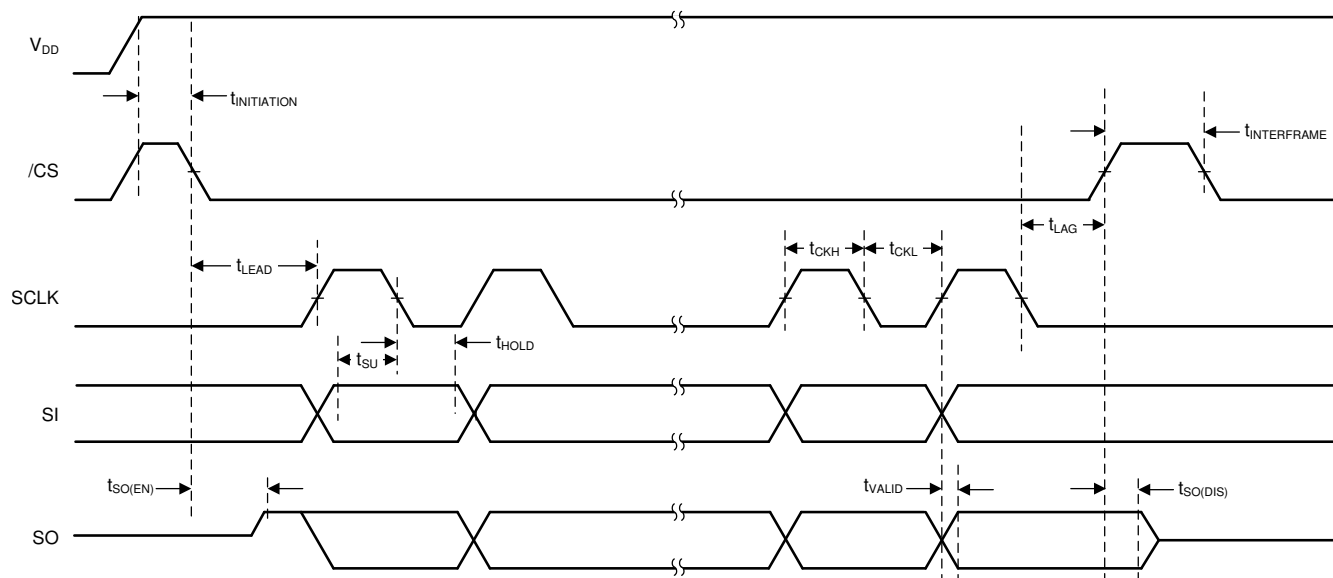 VDD
tINITIATION
tINTERFRAME
/CS
tLAG
tCKH
tCKL
tLEAD
SCLK
tHOLD
tSU
SI
tSO(EN)
tVALID
tSO(DIS)
SO